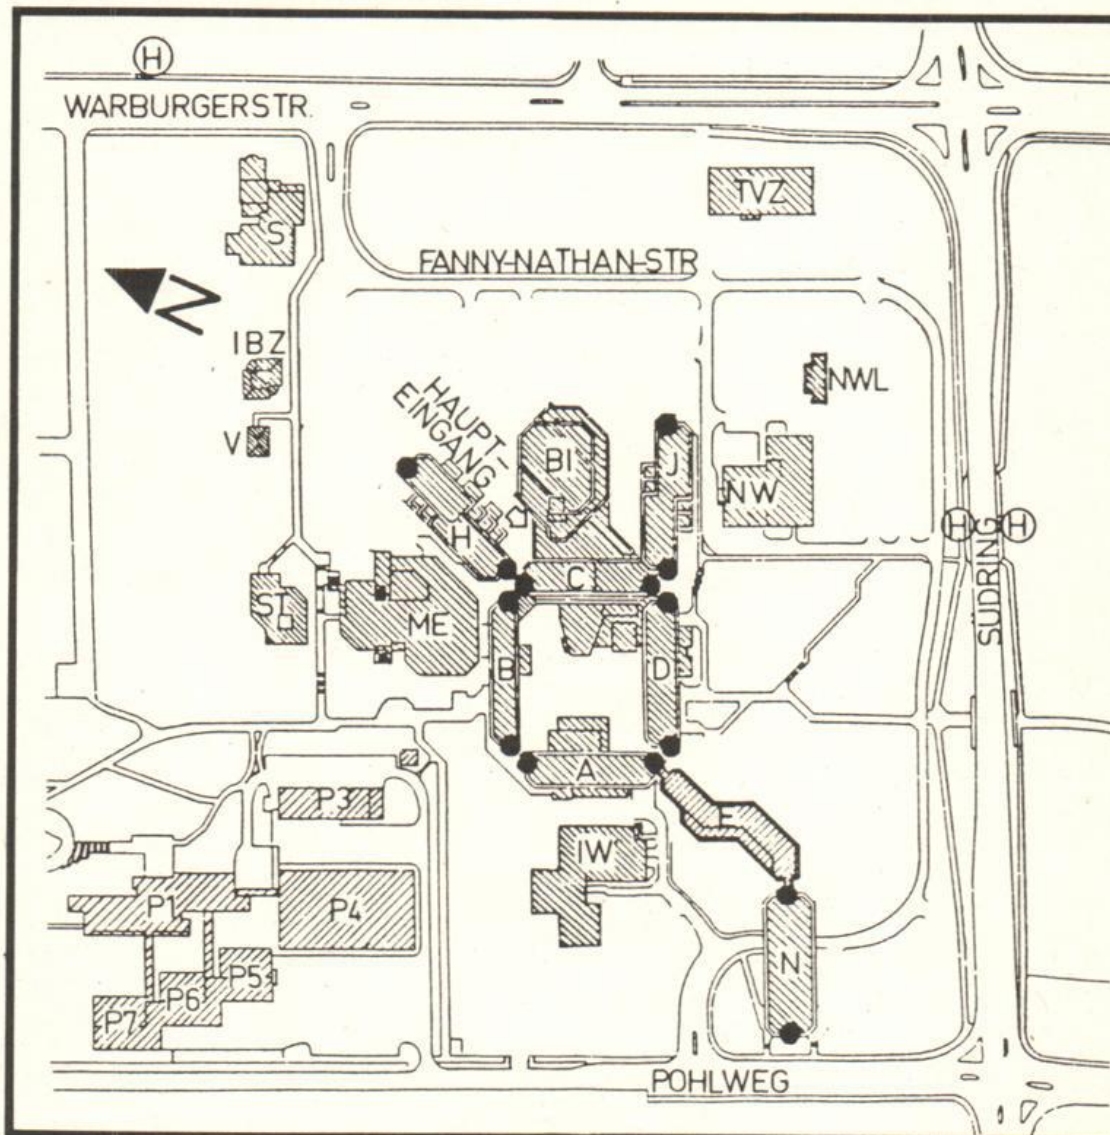 H
WARBURGERSTR.
TVZ
S
FANNY-NATHAN-STR
N
IBZ
NWL
HAUPT-
EINGANG
V
BI
J
NW
H
H
H
C
ST
ME
SÜDRING
B
D
A
P3
F
IW
P1
P4
N
P5
P6
P7
POHLWEG